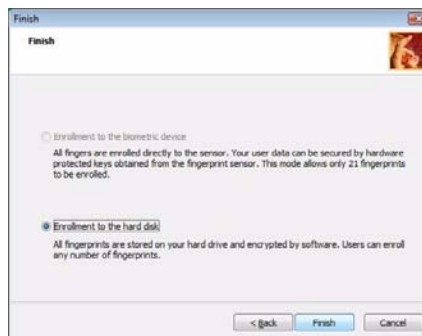 Finish
Finish
Enrollment to the biometric device
All fingers are enrolled directly to the sensor. Your user data can be secured by hardware
protected keys obtained from the fingerprint sensor. This mode allows only 21 fingerprints
to be enrolled.
Enrollment to the hard disk
All fingerprints are stored on your hard drive and encrypted by software. Users can enroll
any number of fingerprints.
< Back
Finish
Cancel